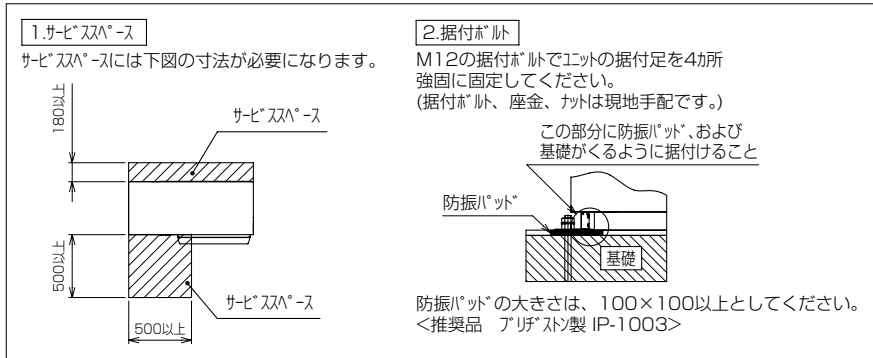 1.ｻｰﾋﾞｽｽﾍﾟｰｽ
ｻｰﾋﾞｽｽﾍﾟｰｽには下図の寸法が必要になります。
180以上
ｻｰﾋﾞｽｽﾍﾟｰｽ
500以上
ｻｰﾋﾞｽｽﾍﾟｰｽ
500以上
2.据付ﾎﾞﾙﾄ
M12の据付ﾎﾞﾙﾄでﾕﾆｯﾄの据付足を4ｶ所
強固に固定してください。
(据付ﾎﾞﾙﾄ、座金、ﾅｯﾄは現地手配です。)
この部分に防振ﾊﾟｯﾄﾞ、および
基礎がくるように据付けること
防振ﾊﾟｯﾄﾞ
基礎
防振ﾊﾟｯﾄﾞの大きさは、100×100以上としてください。
<推奨品　ﾌﾞﾘﾁﾞｽﾄﾝ製 IP-1003>